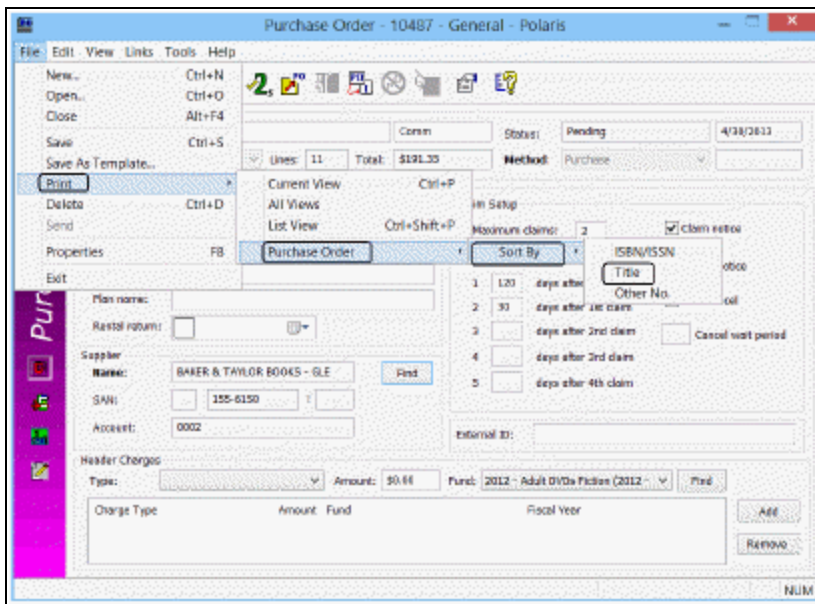 Purchase Order - 10487 - General - Polaris
File Edit View Links Tools Help
New... Ctrl+N
Open... Ctrl+O
Close Alt+F4
Save Ctrl+S
Save As Template...
Print
Delete Ctrl+D
Send
Properties F8
Exit
Comm Status: Pending 4/30/2013
Lines: 11 Total: $191.35 Method: Purchase
Current View Ctrl+P
All Views
List View Ctrl+Shift+P
Purchase Order
Sort By
ISBN/ISSN
Title
Other No.
Setup
Maximum claims: 2 Claim notice
1 120 days after
2 30 days after 1st claim
3 days after 2nd claim Cancel wait period
4 days after 3rd claim
5 days after 4th claim
Plan name:
Rental return:
Supplier
Name: BAKER & TAYLOR BOOKS - GLE Find
SAN: 155-6150
Account: 0002
External ID:
Header Charges
Type: Amount: $0.00 Fund: 2012 - Adult DVDs Fiction (2012 - Find
Charge Type Amount Fund Fiscal Year
Add
Remove
NUM